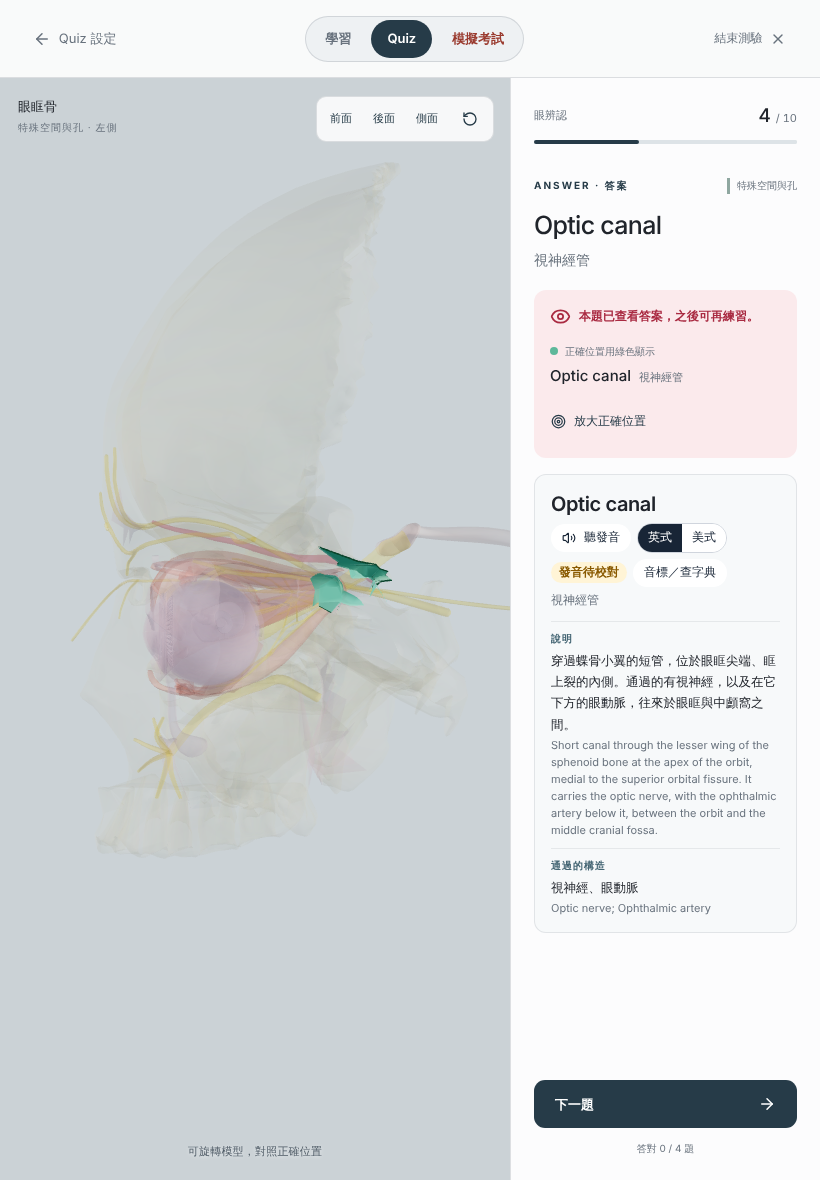 Quiz 設定
學習
Quiz
模擬考試
結束測驗
眼眶骨
特殊空間與孔 · 左側
前面
後面
側面
眼辨認
4 / 10
ANSWER · 答案
特殊空間與孔
Optic canal
視神經管
本題已查看答案，之後可再練習。
正確位置用綠色顯示
Optic canal 視神經管
放大正確位置
Optic canal
聽發音
英式
美式
發音待校對
音標／查字典
視神經管
說明
穿過蝶骨小翼的短管，位於眼眶尖端、眶
上裂的內側。通過的有視神經，以及在它
下方的眼動脈，往來於眼眶與中顱窩之
間。
Short canal through the lesser wing of the
sphenoid bone at the apex of the orbit,
medial to the superior orbital fissure. It
carries the optic nerve, with the ophthalmic
artery below it, between the orbit and the
middle cranial fossa.
通過的構造
視神經、眼動脈
Optic nerve; Ophthalmic artery
下一題
答對 0 / 4 題
可旋轉模型，對照正確位置